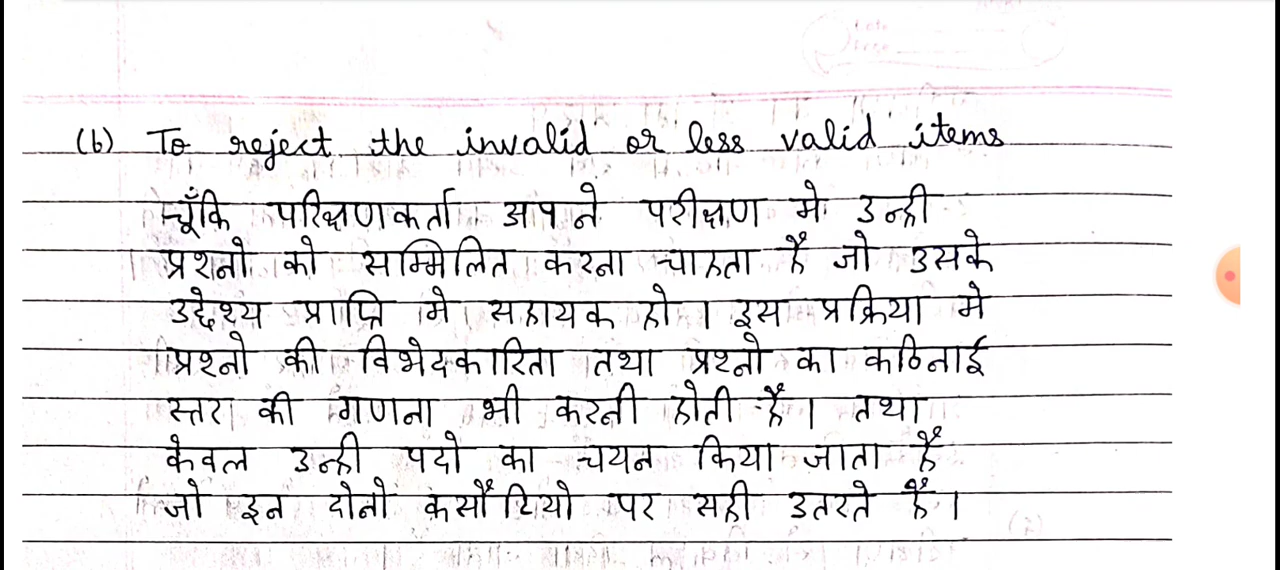 (b) To reject the invalid or less valid items
चूँकि परिक्षणकर्ता अपने परीक्षण मे उन्ही
प्रशनो को सम्मिलित करना चाहता है जो उसके
उद्देश्य प्राप्ति मे सहायक हो। इस प्रक्रिया मे
प्रश्नो की विभेदकारिता तथा प्रश्नो का कठिनाई
स्तर की गणना भी करनी होती है। तथा
केवल उन्ही पदो का चयन किया जाता है
जो इन दोनो कसौटियो पर सही उतरते है।